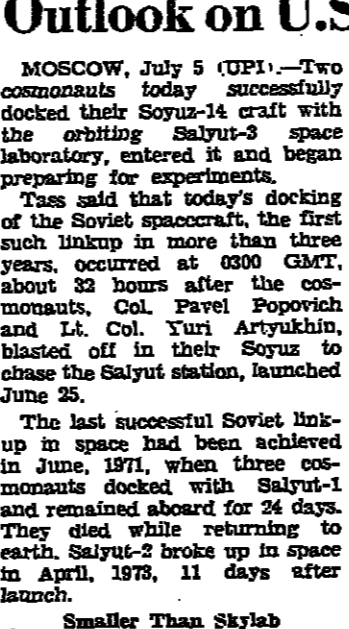 Outlook on U.S
MOSCOW, July 5 (UPI).—Two
cosmonauts today successfully
docked their Soyuz-14 craft with
the orbiting Salyut-3 space
laboratory, entered it and began
preparing for experiments.
Tass said that today's docking
of the Soviet spacecraft, the first
such linkup in more than three
years, occurred at 0300 GMT,
about 32 hours after the cos-
monauts, Col. Pavel Popovich
and Lt. Col. Yuri Artyukhin,
blasted off in their Soyuz to
chase the Salyut station, launched
June 25.
The last successful Soviet link-
up in space had been achieved
in June, 1971, when three cos-
monauts docked with Salyut-1
and remained aboard for 24 days.
They died while returning to
earth. Salyut-2 broke up in space
in April, 1973, 11 days after
launch.
Smaller Than Skylab